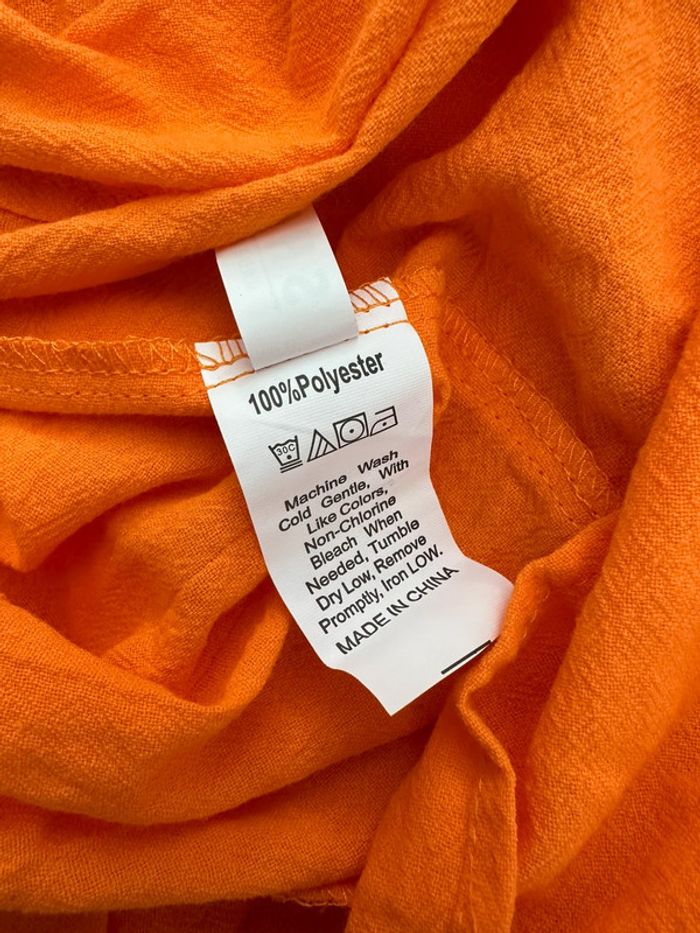 100%Polyester
30C
Machine Wash
Cold Gentle, With
Like Colors,
Non-Chlorine
Bleach When
Needed, Tumble
Dry Low, Remove
Promptly, Iron LOW.
MADE IN CHINA